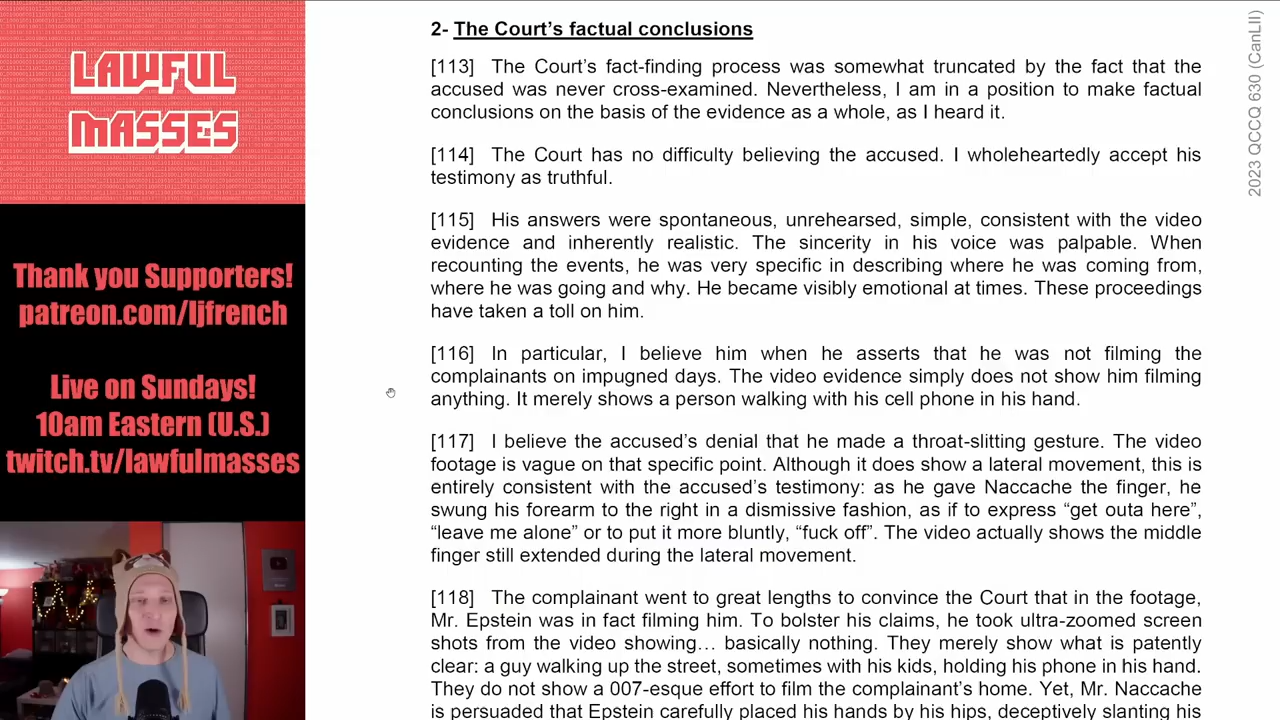 LAWFUL
MASSES
Thank you Supporters!
patreon.com/ljfrench
Live on Sundays!
10am Eastern (U.S.)
twitch.tv/lawfulmasses
2- The Court's factual conclusions
[113] The Court's fact-finding process was somewhat truncated by the fact that the
accused was never cross-examined. Nevertheless, I am in a position to make factual
conclusions on the basis of the evidence as a whole, as I heard it.
[114] The Court has no difficulty believing the accused. I wholeheartedly accept his
testimony as truthful.
[115] His answers were spontaneous, unrehearsed, simple, consistent with the video
evidence and inherently realistic. The sincerity in his voice was palpable. When
recounting the events, he was very specific in describing where he was coming from,
where he was going and why. He became visibly emotional at times. These proceedings
have taken a toll on him.
[116] In particular, I believe him when he asserts that he was not filming the
complainants on impugned days. The video evidence simply does not show him filming
anything. It merely shows a person walking with his cell phone in his hand.
[117] I believe the accused's denial that he made a throat-slitting gesture. The video
footage is vague on that specific point. Although it does show a lateral movement, this is
entirely consistent with the accused's testimony: as he gave Naccache the finger, he
swung his forearm to the right in a dismissive fashion, as if to express “get outa here”,
“leave me alone” or to put it more bluntly, “fuck off”. The video actually shows the middle
finger still extended during the lateral movement.
[118] The complainant went to great lengths to convince the Court that in the footage,
Mr. Epstein was in fact filming him. To bolster his claims, he took ultra-zoomed screen
shots from the video showing… basically nothing. They merely show what is patently
clear: a guy walking up the street, sometimes with his kids, holding his phone in his hand.
They do not show a 007-esque effort to film the complainant's home. Yet, Mr. Naccache
is persuaded that Epstein carefully placed his hands by his hips, deceptively slanting his
2023 QCCQ 630 (CanLII)